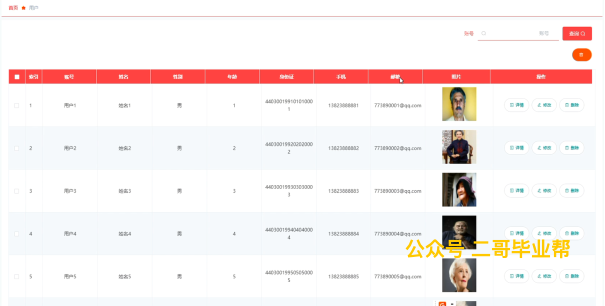 首页 用户
账号 账号 查询
索引 账号 姓名 性别 年龄 身份证 手机 邮箱 照片 操作
1 用户1 姓名1 男 1 440300199101010001 13823888881 773890001@qq.com 详情 修改 删除
2 用户2 姓名2 男 2 440300199202020002 13823888882 773890002@qq.com 详情 修改 删除
3 用户3 姓名3 男 3 440300199303030003 13823888883 773890003@qq.com 详情 修改 删除
4 用户4 姓名4 男 4 440300199404040004 13823888884 773890004@qq.com 详情 修改 删除
公众号 二哥毕业帮
5 用户5 姓名5 男 5 440300199505050005 13823888885 773890005@qq.com 详情 修改 删除